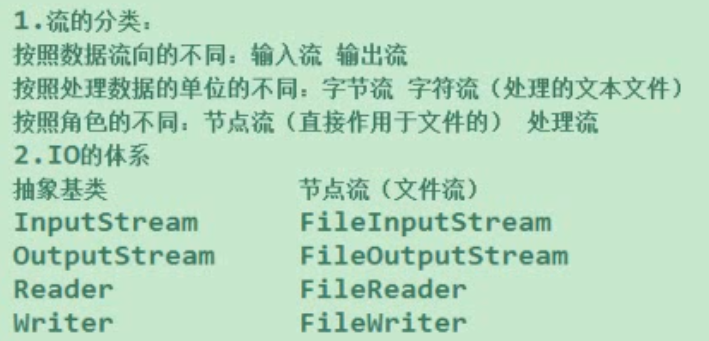 1.流的分类：
按照数据流向的不同：输入流 输出流
按照处理数据的单位的不同：字节流 字符流（处理的文本文件）
按照角色的不同：节点流（直接作用于文件的） 处理流
2.IO的体系
抽象基类 节点流（文件流）
InputStream FileInputStream
OutputStream FileOutputStream
Reader FileReader
Writer FileWriter